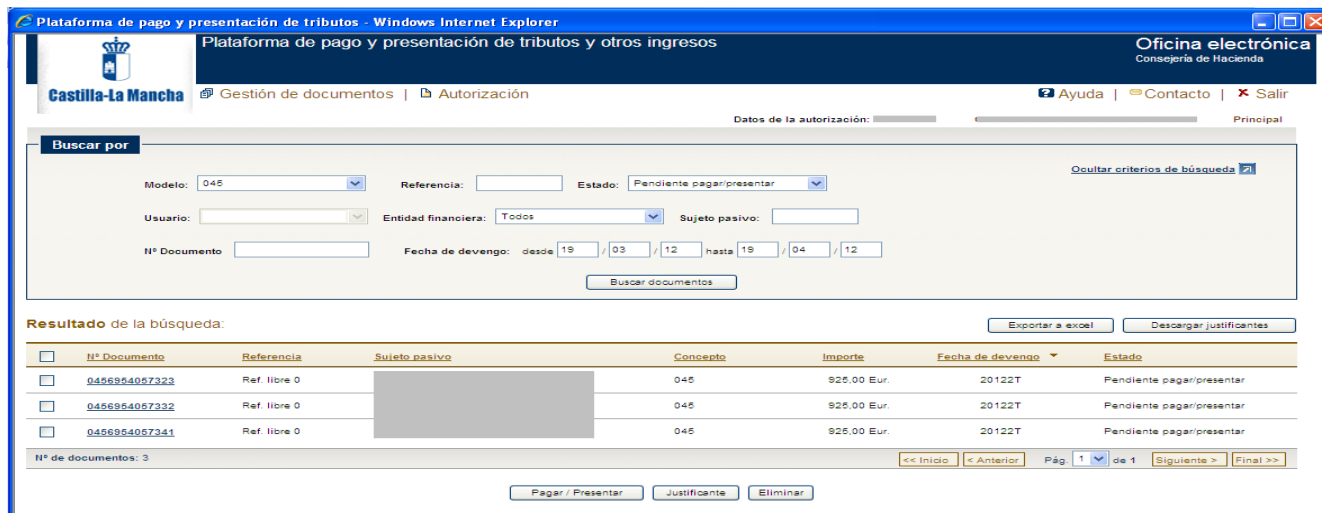 Plataforma de pago y presentación de tributos - Windows Internet Explorer
Plataforma de pago y presentación de tributos y otros ingresos
Oficina electrónica
Consejería de Hacienda
Castilla-La Mancha
Gestión de documentos | Autorización
? Ayuda | Contacto | Salir
Datos de la autorización:
Principal
Buscar por
Ocultar criterios de búsqueda
Modelo: 045 Referencia: Estado: Pendiente pagar/presentar
Usuario: Entidad financiera: Todos Sujeto pasivo:
Nº Documento Fecha de devengo: desde 19 / 03 / 12 hasta 19 / 04 / 12
Buscar documentos
Resultado de la búsqueda:
Exportar a excel Descargar justificantes
Nº Documento Referencia Sujeto pasivo Concepto Importe Fecha de devengo Estado
0456954057323 Ref. libre 0 045 925,00 Eur. 20122T Pendiente pagar/presentar
0456954057332 Ref. libre 0 045 925,00 Eur. 20122T Pendiente pagar/presentar
0456954057341 Ref. libre 0 045 925,00 Eur. 20122T Pendiente pagar/presentar
Nº de documentos: 3 << Inicio < Anterior Pág. 1 de 1 Siguiente > Final >>
Pagar / Presentar Justificante Eliminar